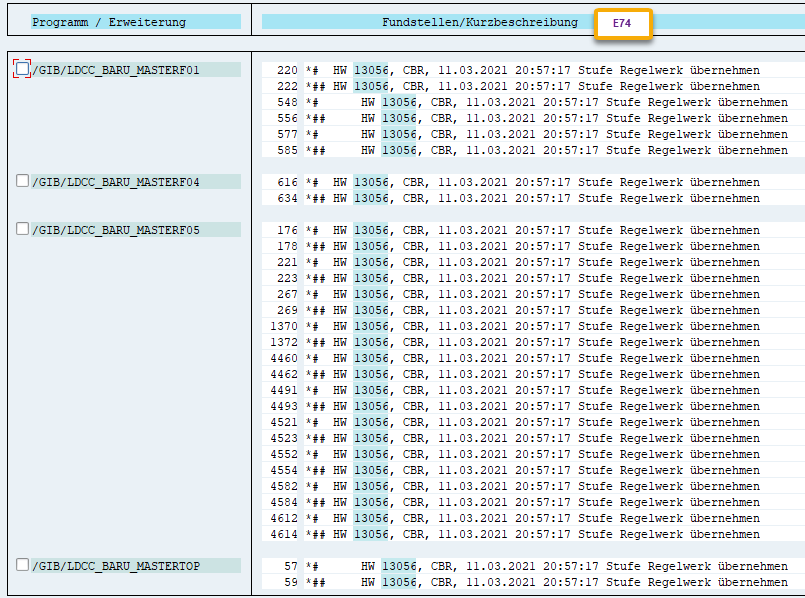 Programm / Erweiterung Fundstellen/Kurzbeschreibung E74
/GIB/LDCC_BARU_MASTERF01 220 *#  HW 13056, CBR, 11.03.2021 20:57:17 Stufe Regelwerk übernehmen
222 *## HW 13056, CBR, 11.03.2021 20:57:17 Stufe Regelwerk übernehmen
548 *#      HW 13056, CBR, 11.03.2021 20:57:17 Stufe Regelwerk übernehmen
556 *##     HW 13056, CBR, 11.03.2021 20:57:17 Stufe Regelwerk übernehmen
577 *#      HW 13056, CBR, 11.03.2021 20:57:17 Stufe Regelwerk übernehmen
585 *##     HW 13056, CBR, 11.03.2021 20:57:17 Stufe Regelwerk übernehmen
/GIB/LDCC_BARU_MASTERF04 616 *#  HW 13056, CBR, 11.03.2021 20:57:17 Stufe Regelwerk übernehmen
634 *## HW 13056, CBR, 11.03.2021 20:57:17 Stufe Regelwerk übernehmen
/GIB/LDCC_BARU_MASTERF05 176 *#  HW 13056, CBR, 11.03.2021 20:57:17 Stufe Regelwerk übernehmen
178 *## HW 13056, CBR, 11.03.2021 20:57:17 Stufe Regelwerk übernehmen
221 *#  HW 13056, CBR, 11.03.2021 20:57:17 Stufe Regelwerk übernehmen
223 *## HW 13056, CBR, 11.03.2021 20:57:17 Stufe Regelwerk übernehmen
267 *#  HW 13056, CBR, 11.03.2021 20:57:17 Stufe Regelwerk übernehmen
269 *## HW 13056, CBR, 11.03.2021 20:57:17 Stufe Regelwerk übernehmen
1370 *#  HW 13056, CBR, 11.03.2021 20:57:17 Stufe Regelwerk übernehmen
1372 *## HW 13056, CBR, 11.03.2021 20:57:17 Stufe Regelwerk übernehmen
4460 *#  HW 13056, CBR, 11.03.2021 20:57:17 Stufe Regelwerk übernehmen
4462 *## HW 13056, CBR, 11.03.2021 20:57:17 Stufe Regelwerk übernehmen
4491 *#  HW 13056, CBR, 11.03.2021 20:57:17 Stufe Regelwerk übernehmen
4493 *## HW 13056, CBR, 11.03.2021 20:57:17 Stufe Regelwerk übernehmen
4521 *#  HW 13056, CBR, 11.03.2021 20:57:17 Stufe Regelwerk übernehmen
4523 *## HW 13056, CBR, 11.03.2021 20:57:17 Stufe Regelwerk übernehmen
4552 *#  HW 13056, CBR, 11.03.2021 20:57:17 Stufe Regelwerk übernehmen
4554 *## HW 13056, CBR, 11.03.2021 20:57:17 Stufe Regelwerk übernehmen
4582 *#  HW 13056, CBR, 11.03.2021 20:57:17 Stufe Regelwerk übernehmen
4584 *## HW 13056, CBR, 11.03.2021 20:57:17 Stufe Regelwerk übernehmen
4612 *#  HW 13056, CBR, 11.03.2021 20:57:17 Stufe Regelwerk übernehmen
4614 *## HW 13056, CBR, 11.03.2021 20:57:17 Stufe Regelwerk übernehmen
/GIB/LDCC_BARU_MASTERTOP 57 *#      HW 13056, CBR, 11.03.2021 20:57:17 Stufe Regelwerk übernehmen
59 *##     HW 13056, CBR, 11.03.2021 20:57:17 Stufe Regelwerk übernehmen